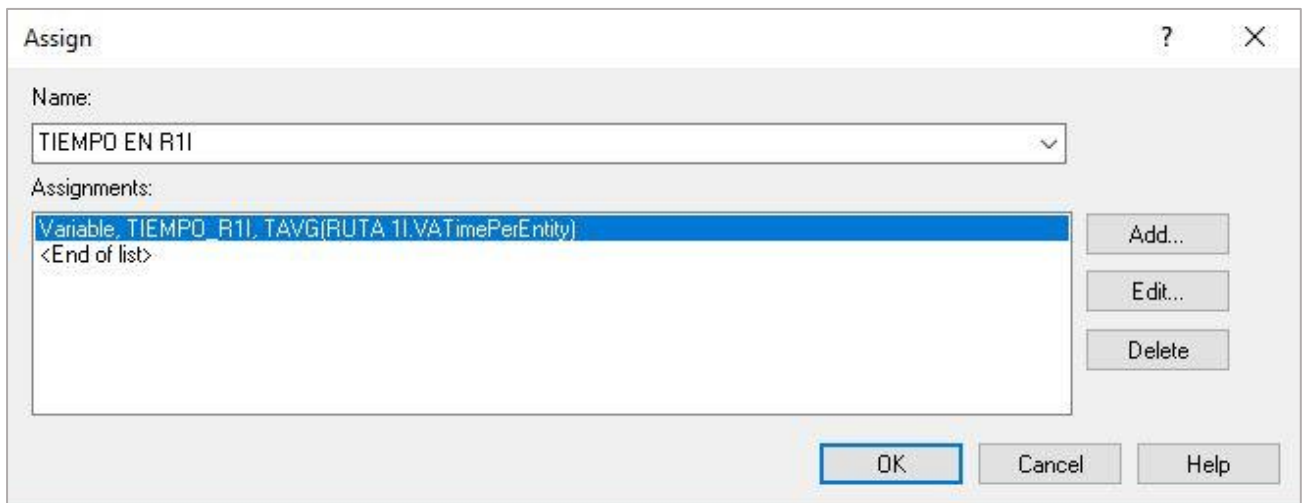 Assign
?
Name:
TIEMPO EN R1I
Assignments:
Variable, TIEMPO_R1I, TAVG(RUTA 1I.VATimePerEntity)
<End of list>
Add...
Edit...
Delete
OK
Cancel
Help